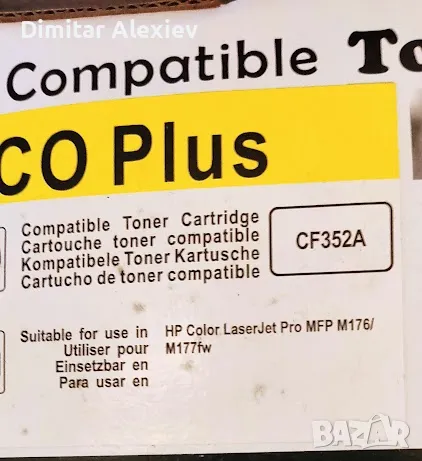 Dimitar Alexiev
Compatible To
CO Plus
Compatible Toner Cartridge
Cartouche toner compatible
Kompatibele Toner Kartusche
Cartucho de toner compatible
CF352A
Suitable for use in
Utiliser pour
Einsetzbar en
Para usar en
HP Color LaserJet Pro MFP M176/
M177fw
BAZAR